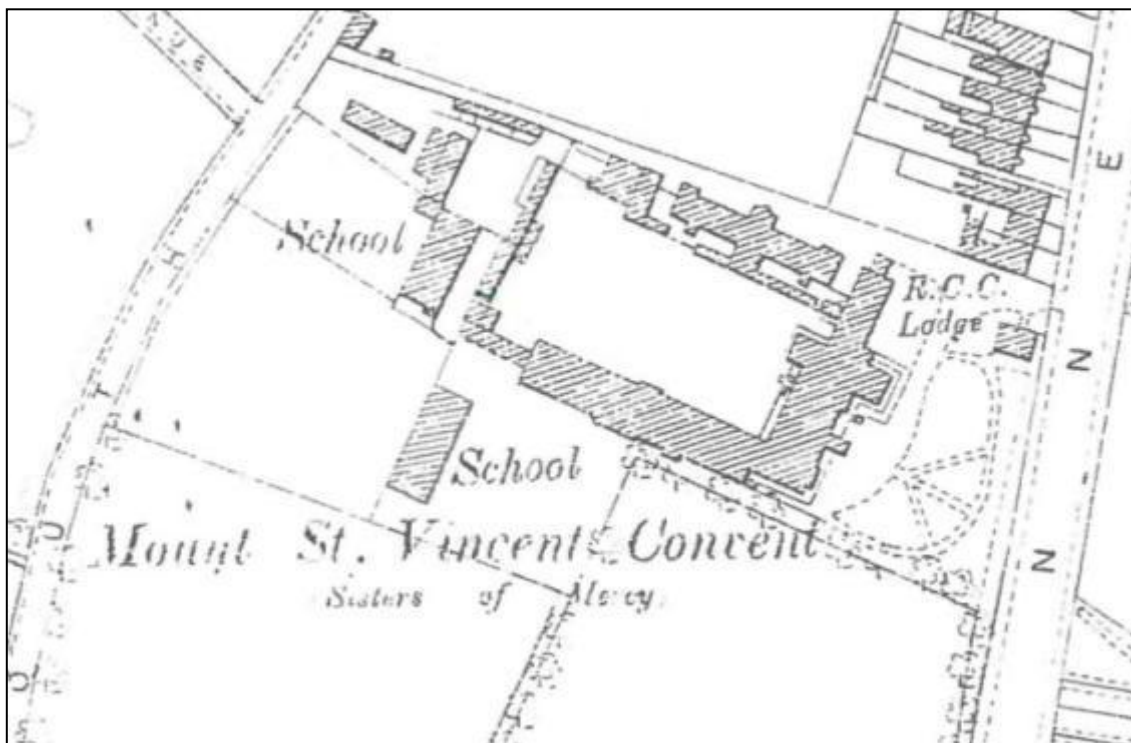 School
R.C.C.
Lodge
School
Mount St. Vincent Convent
Sisters of Mercy
E
N
N
H
T
U
O